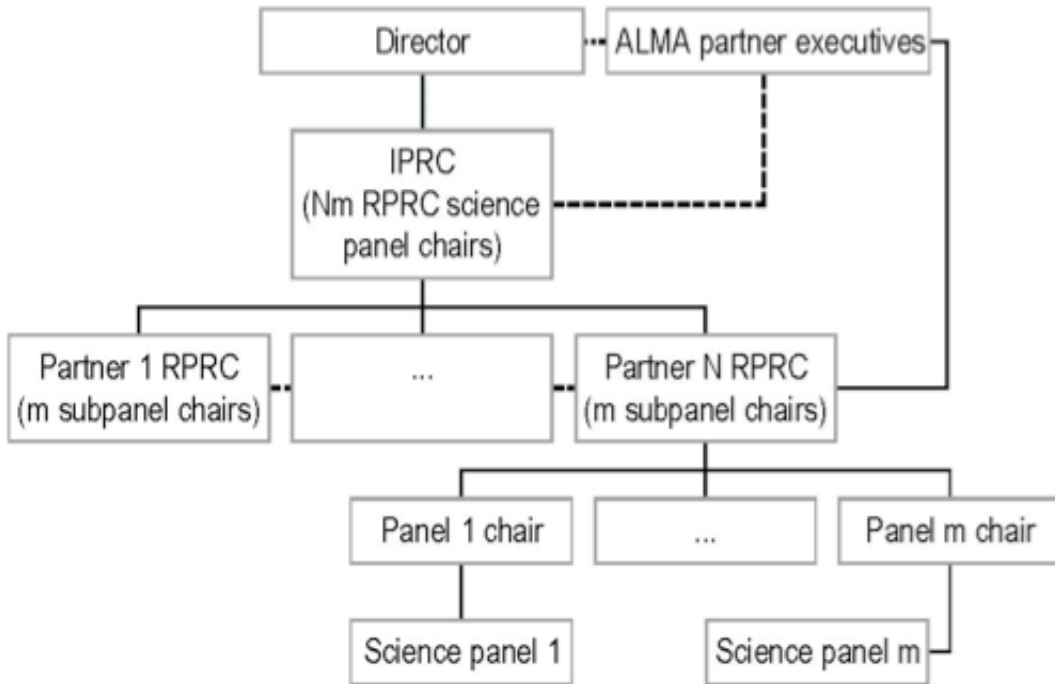 Director
ALMA partner executives
IPRC
(Nm RPRC science
panel chairs)
Partner 1 RPRC
(m subpanel chairs)
...
Partner N RPRC
(m subpanel chairs)
Panel 1 chair
...
Panel m chair
Science panel 1
Science panel m